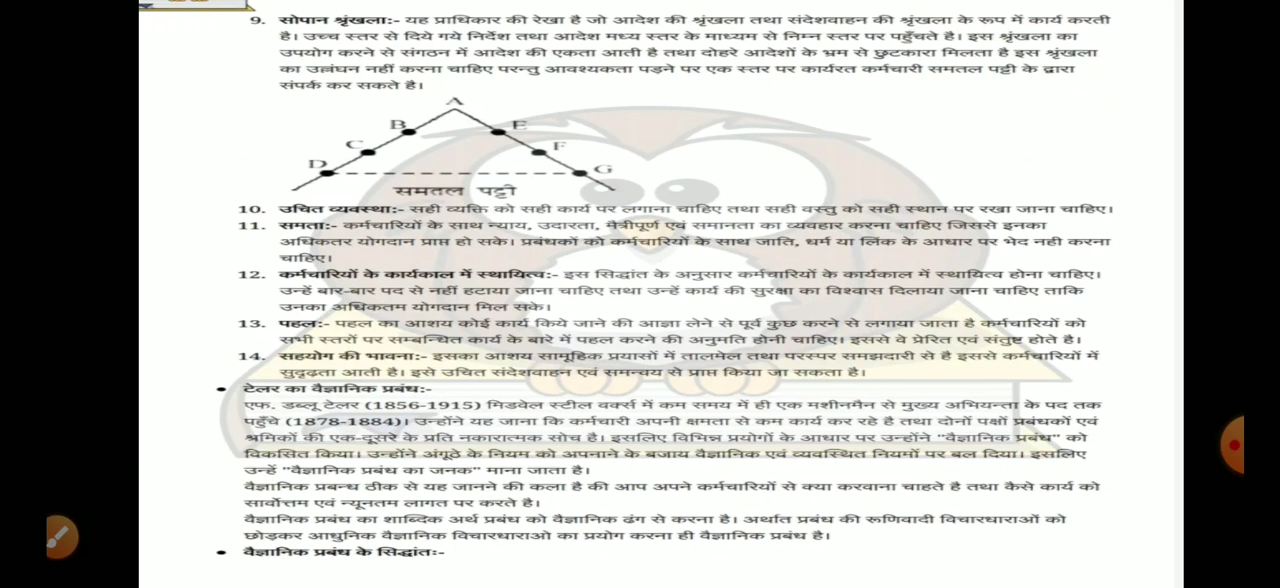 9. सोपान श्रृंखला:- यह प्राधिकार की रेखा है जो आदेश की श्रृंखला तथा संदेशवाहन की श्रृंखला के रूप में कार्य करती
है। उच्च स्तर से दिये गये निर्देश तथा आदेश मध्य स्तर के माध्यम से निम्न स्तर पर पहुँचते है। इस श्रृंखला का
उपयोग करने से संगठन में आदेश की एकता आती है तथा दोहरे आदेशों के भ्रम से छुटकारा मिलता है इस श्रृंखला
का उल्लंघन नहीं करना चाहिए परन्तु आवश्यकता पड़ने पर एक स्तर पर कार्यरत कर्मचारी समतल पट्टी के द्वारा
संपर्क कर सकते है।
A
B E
C F
D G
समतल पट्टी
10. उचित व्यवस्था:- सही व्यक्ति को सही कार्य पर लगाना चाहिए तथा सही वस्तु को सही स्थान पर रखा जाना चाहिए।
11. समता:- कर्मचारियों के साथ न्याय, उदारता, मैत्रीपूर्ण एवं समानता का व्यवहार करना चाहिए जिससे इनका
अधिकतर योगदान प्राप्त हो सके। प्रबंधकों को कर्मचारियों के साथ जाति, धर्म या लिंक के आधार पर भेद नही करना
चाहिए।
12. कर्मचारियों के कार्यकाल में स्थायित्व:- इस सिद्धांत के अनुसार कर्मचारियों के कार्यकाल में स्थायित्व होना चाहिए।
उन्हें बार-बार पद से नहीं हटाया जाना चाहिए तथा उन्हें कार्य की सुरक्षा का विश्वास दिलाया जाना चाहिए ताकि
उनका अधिकतम योगदान मिल सके।
13. पहल:- पहल का आशय कोई कार्य किये जाने की आज्ञा लेने से पूर्व कुछ करने से लगाया जाता है कर्मचारियों को
सभी स्तरों पर सम्बन्धित कार्य के बारे में पहल करने की अनुमति होनी चाहिए। इससे वे प्रेरित एवं संतुष्ट होते है।
14. सहयोग की भावना:- इसका आशय सामूहिक प्रयासों में तालमेल तथा परस्पर समझदारी से है इससे कर्मचारियों में
सुदृढ़ता आती है। इसे उचित संदेशवाहन एवं समन्वय से प्राप्त किया जा सकता है।
• टेलर का वैज्ञानिक प्रबंध:-
एफ. डब्लू टेलर (1856-1915) मिडवेल स्टील वर्क्स में कम समय में ही एक मशीनमैन से मुख्य अभियन्ता के पद तक
पहुँचे (1878-1884)। उन्होंने यह जाना कि कर्मचारी अपनी क्षमता से कम कार्य कर रहे है तथा दोनों पक्षों प्रबंधकों एवं
श्रमिकों की एक-दूसरे के प्रति नकारात्मक सोच है। इसलिए विभिन्न प्रयोगों के आधार पर उन्होंने "वैज्ञानिक प्रबंध" को
विकसित किया। उन्होंने अंगूठे के नियम को अपनाने के बजाय वैज्ञानिक एवं व्यवस्थित नियमों पर बल दिया। इसलिए
उन्हें "वैज्ञानिक प्रबंध का जनक" माना जाता है।
वैज्ञानिक प्रबन्ध ठीक से यह जानने की कला है की आप अपने कर्मचारियों से क्या करवाना चाहते है तथा कैसे कार्य को
सार्वोत्तम एवं न्यूनतम लागत पर करते है।
वैज्ञानिक प्रबंध का शाब्दिक अर्थ प्रबंध को वैज्ञानिक ढंग से करना है। अर्थात प्रबंध की रूणिवादी विचारधाराओं को
छोड़कर आधुनिक वैज्ञानिक विचारधाराओ का प्रयोग करना ही वैज्ञानिक प्रबंध है।
• वैज्ञानिक प्रबंध के सिद्धांत:-